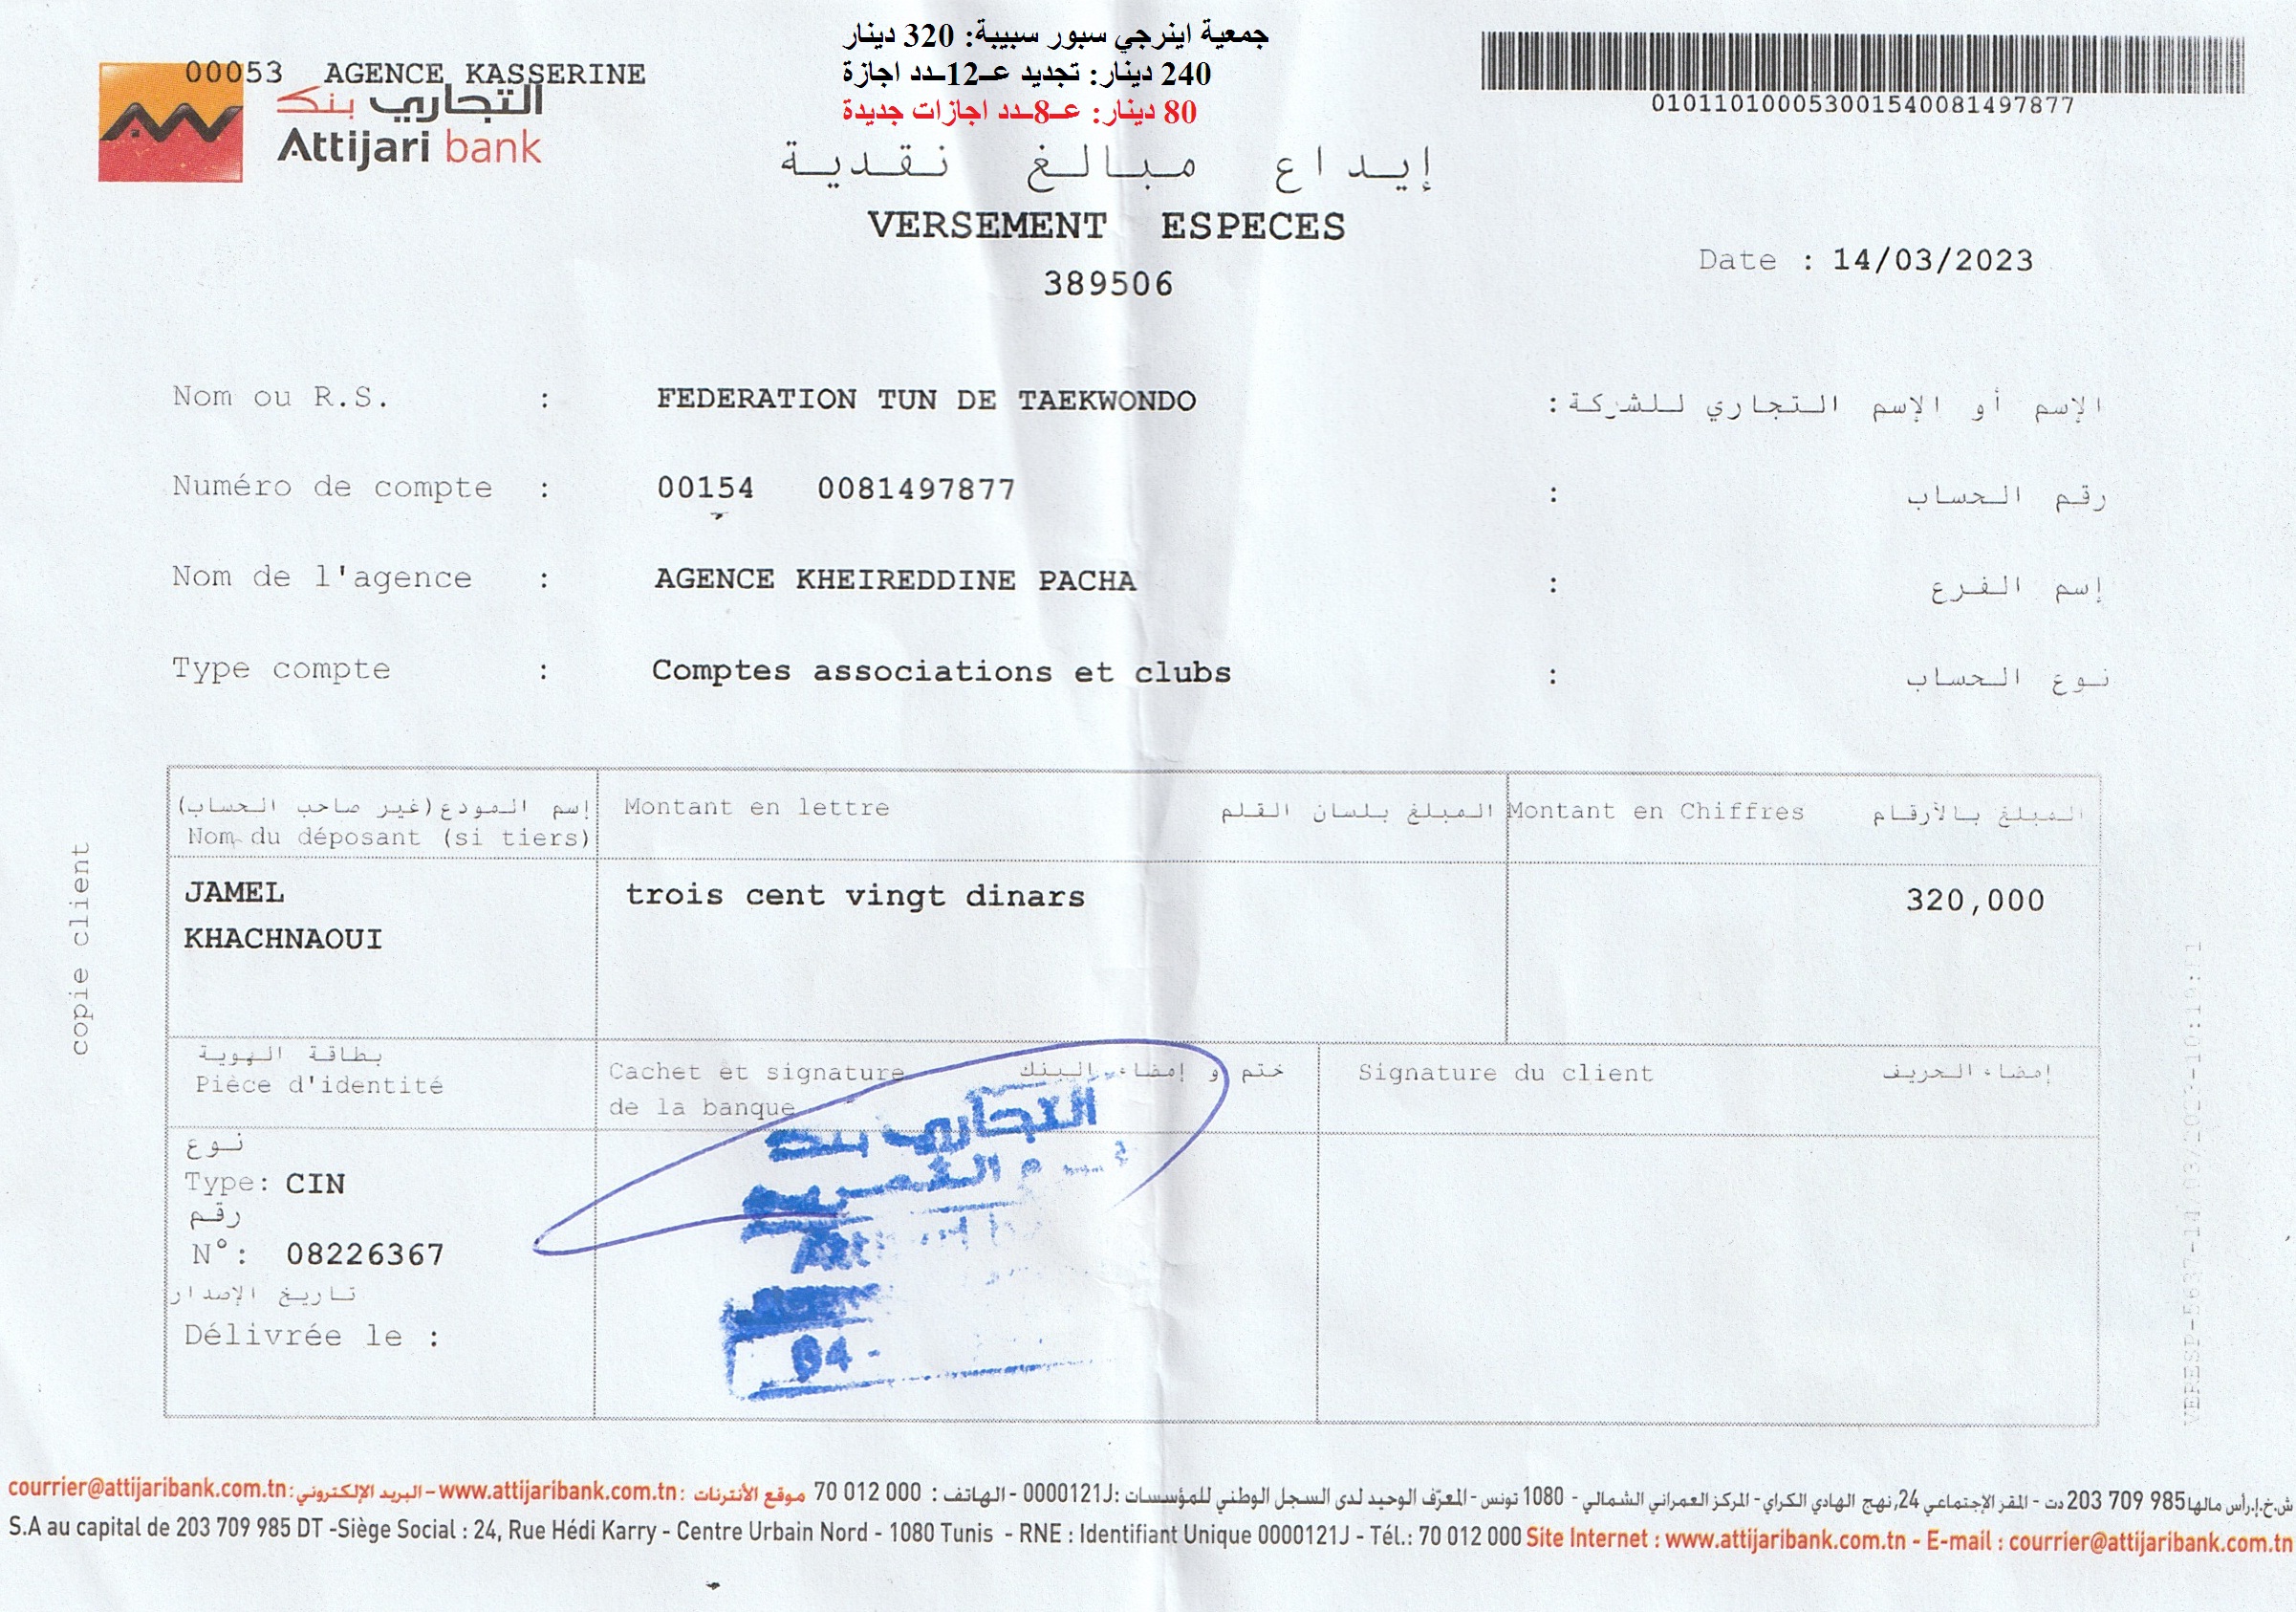 جمعية اينرجي سبور سبيبة: 320 دينار
240 دينار: تجديد عــ12ــدد اجازة
80 دينار: عــ8ــدد اجازات جديدة
00053 AGENCE KASSERINE
التجاري بنك
Attijari bank
0101101000530015400814978​77
إيداع مبالغ نقدية
VERSEMENT ESPECES
389506
Date : 14/03/2023
Nom ou R.S. : FEDERATION TUN DE TAEKWONDO : الإسم أو الإسم التجاري للشركة
Numéro de compte : 00154 0081497877 : رقم الحساب
Nom de l'agence : AGENCE KHEIREDDINE PACHA : إسم الفرع
Type compte : Comptes associations et clubs : نوع الحساب
إسم المودع (غير صاحب الحساب)
Nom du déposant (si tiers)
Montant en lettre المبلغ بلسان القلم
Montant en Chiffres المبلغ بالأرقام
JAMEL
KHACHNAOUI
trois cent vingt dinars
320,000
copie client
بطاقة الهوية
Pièce d'identité
Cachet et signature ختم و إمضاء البنك
de la banque
Signature du client إمضاء الحريف
نوع
Type: CIN
رقم
N°: 08226367
تاريخ الإصدار
Délivrée le :
التجاري بنك
القصرين
04-
ش.خ.إ.رأس مالها 985 709 203 دت - المقر الإجتماعي 24, نهج الهادي الكراي - المركز العمراني الشمالي - 1080 تونس - المعرّف الوحيد لدى السجل الوطني للمؤسسات : 0000121J - الهاتف : 70 012 000 موقع الأنترنات : www.attijaribank.com.tn - البريد الإلكتروني: courrier@attijaribank.com.tn
S.A au capital de 203 709 985 DT -Siège Social : 24, Rue Hédi Karry - Centre Urbain Nord - 1080 Tunis - RNE : Identifiant Unique 0000121J - Tél.: 70 012 000 Site Internet : www.attijaribank.com.tn - E-mail : courrier@attijaribank.com.tn